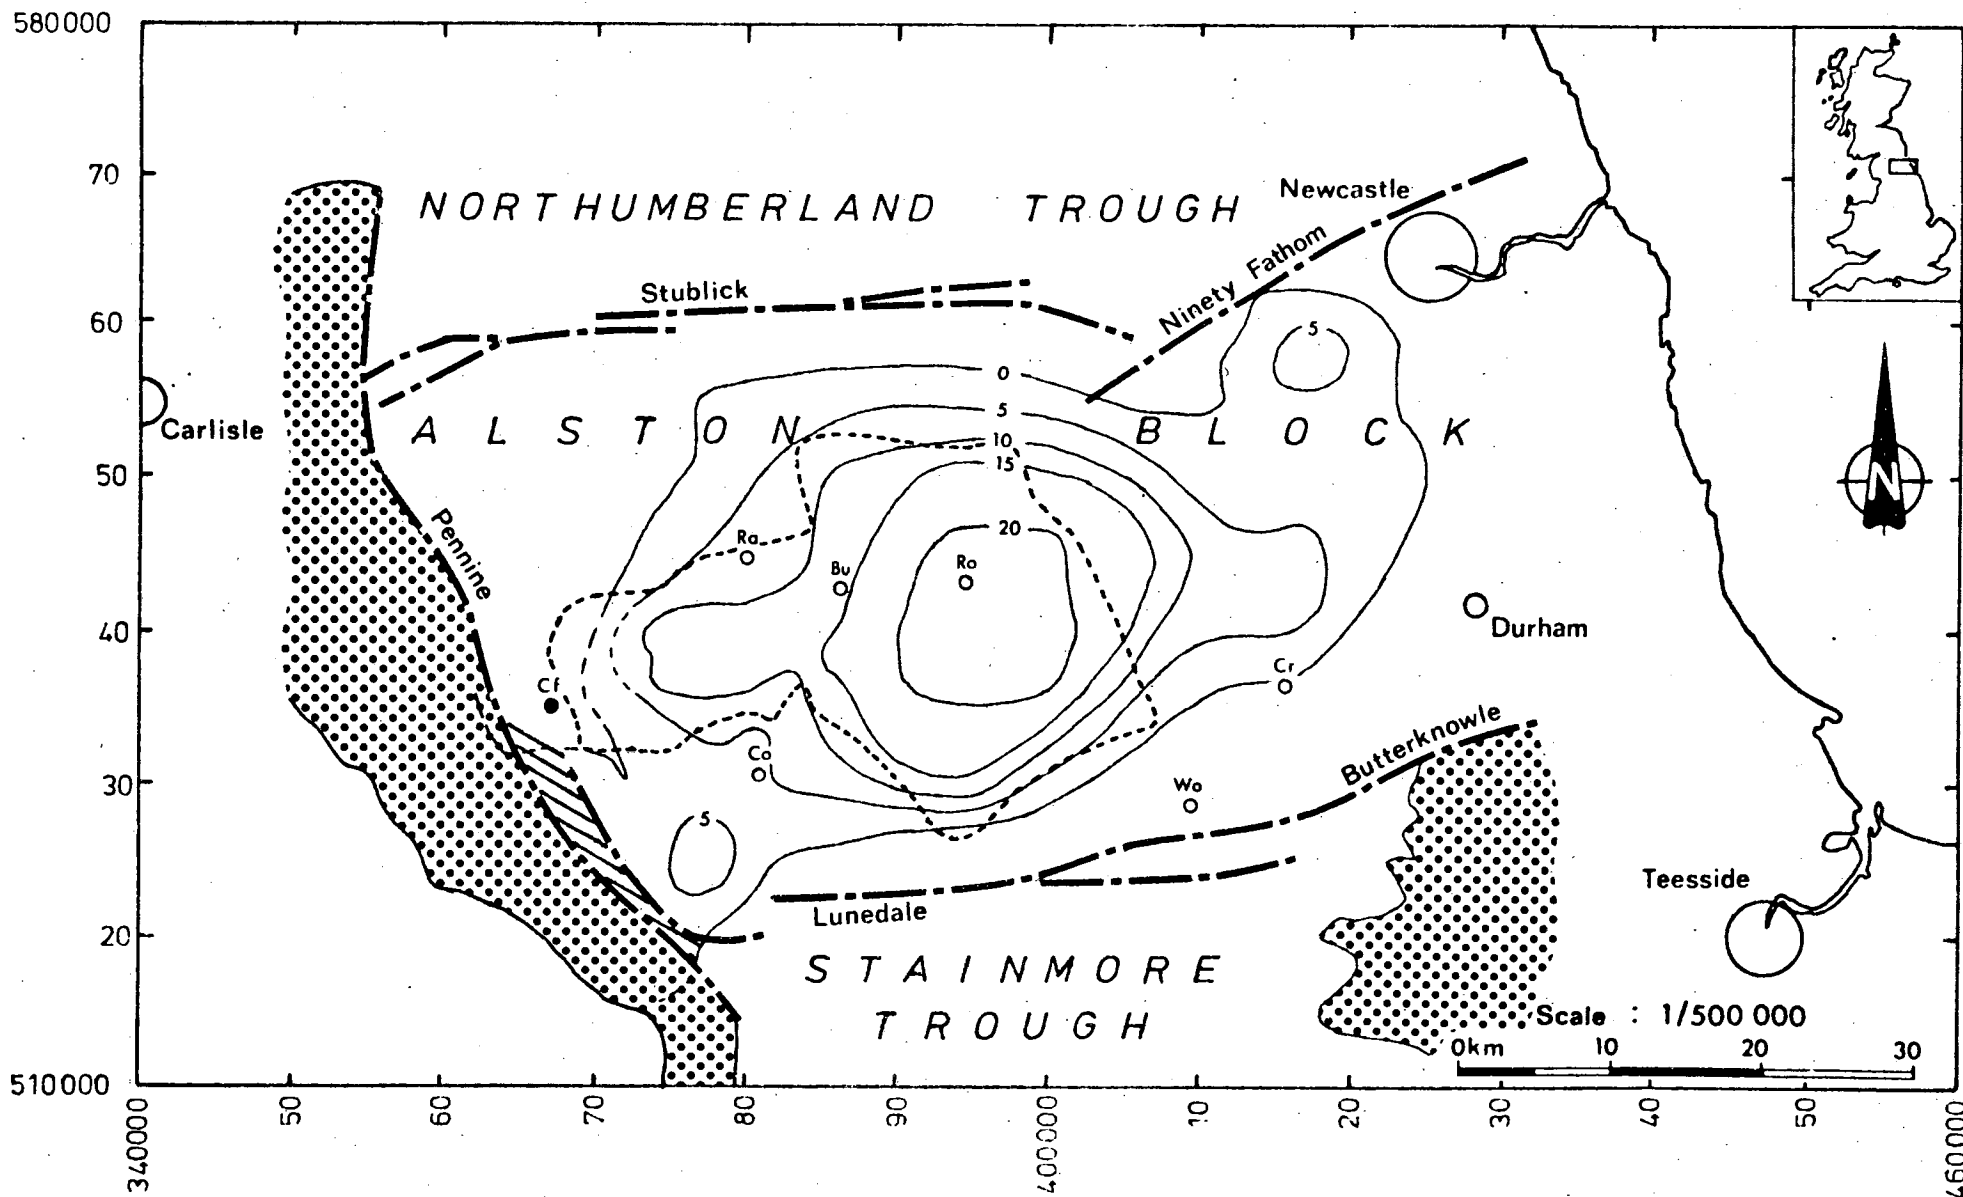 580000
70
60
50
40
30
20
510000
NORTHUMBERLAND TROUGH
Newcastle
Ninety Fathom
Stublick
5
0
5
10
15
20
Carlisle
ALSTON BLOCK
N
Pennine
Ra
Bu
Ro
Durham
Cf
Cr
Co
Wo
Butterknowle
5
Lunedale
Teesside
STAINMORE
TROUGH
Scale : 1/500 000
0km 10 20 30
340000 50 60 70 80 90 400000 10 20 30 40 50 460000